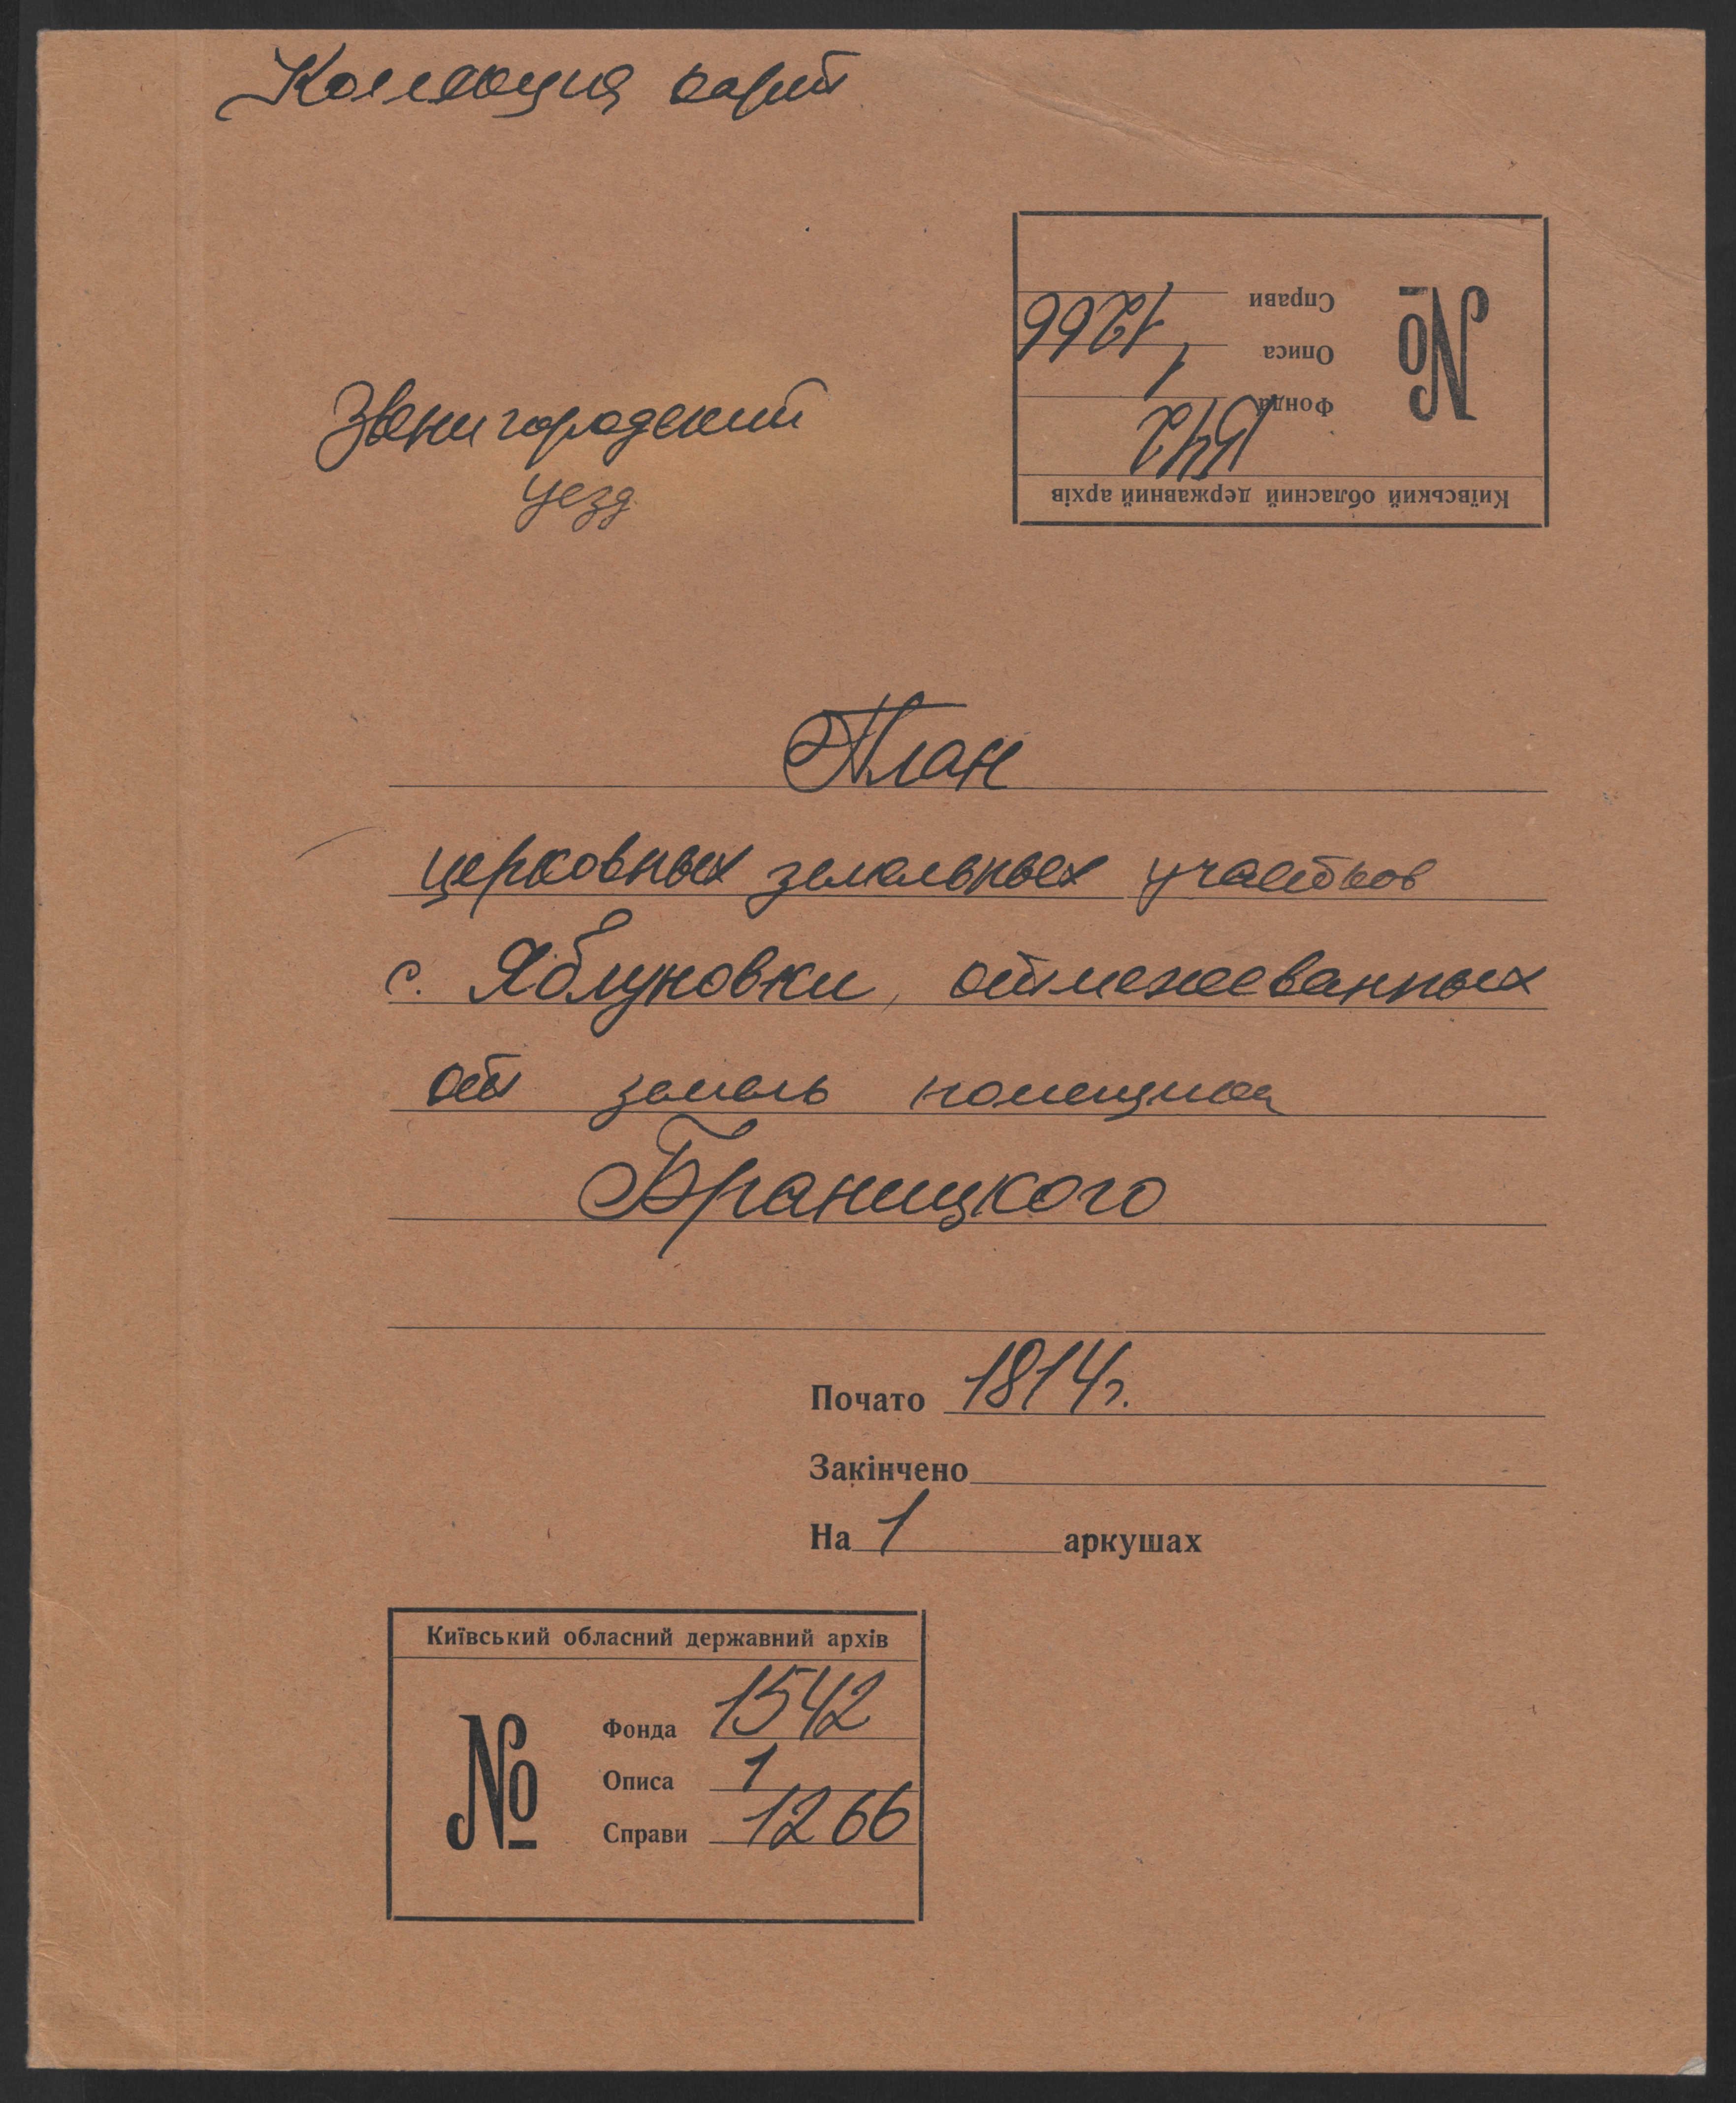 Коллекция карт
Звенигородский
уезд
Київський обласний державний архів
№
Фонда 1542
Описа 1
Справи 1266
План
церковных земельных участков
с. Яблуновки, отмежеванных
от земель помещика
Браницкого
Почато 1814г.
Закінчено
На 1 аркушах
Київський обласний державний архів
№
Фонда 1542
Описа 1
Справи 1266